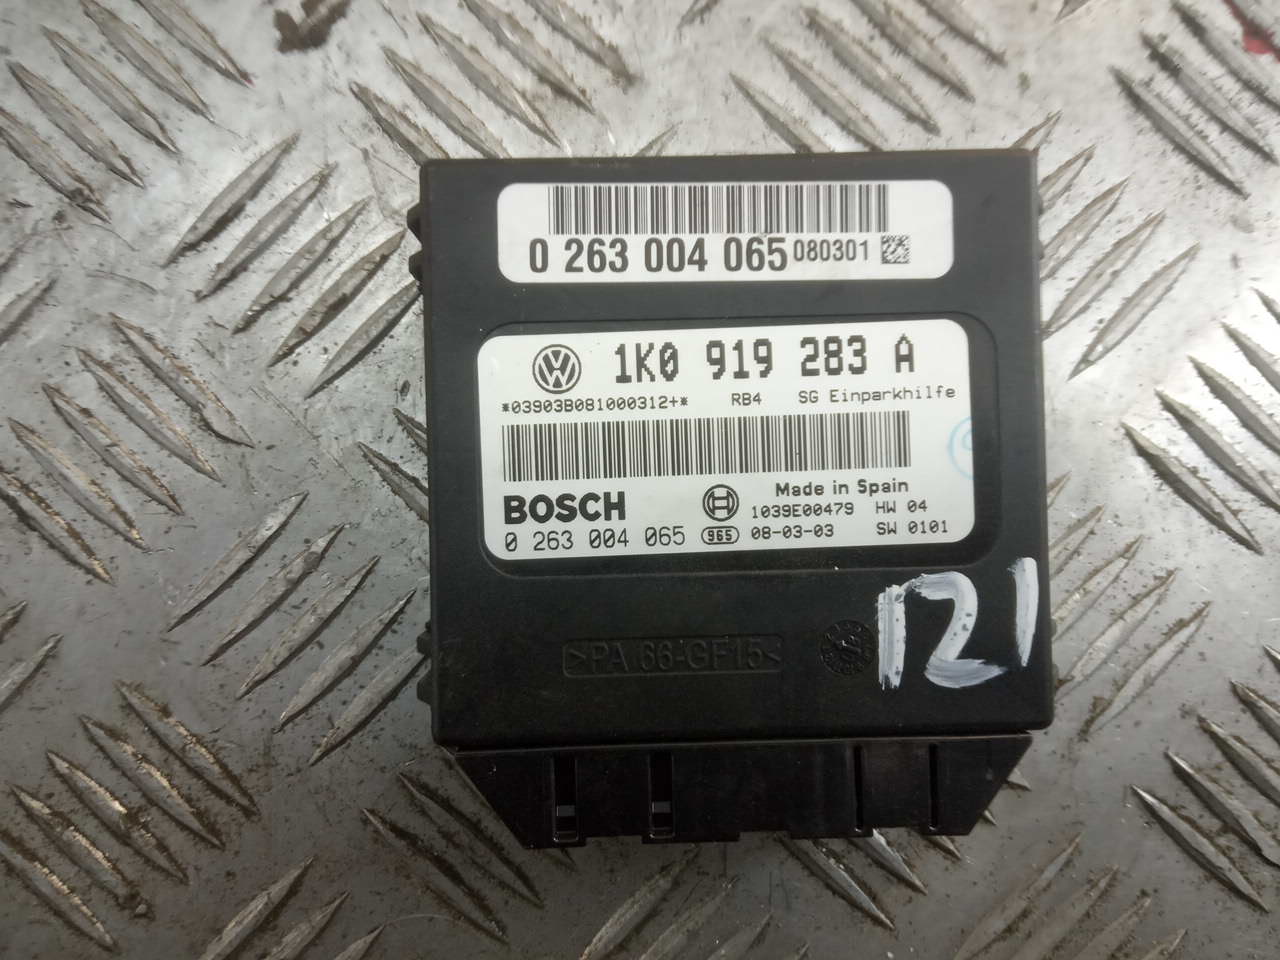 0 263 004 065 080301
1K0 919 283 A
*03903B081000312+* RB4 SG Einparkhilfe
Made in Spain
BOSCH 1039E00479 HW 04
0 263 004 065 965 08-03-03 SW 0101
121
>PA 66-GF15<